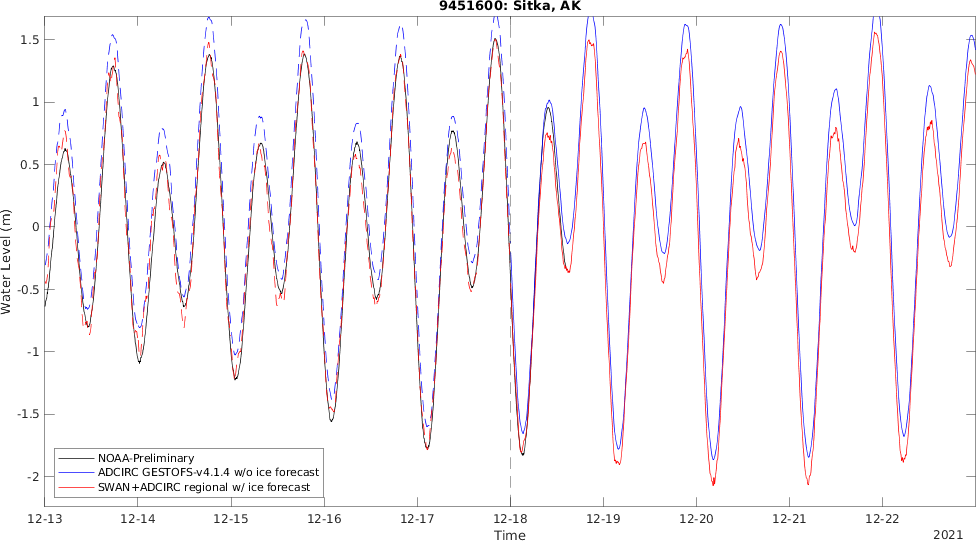 9451600: Sitka, AK
Water Level (m)
1.5
1
0.5
0
-0.5
-1
-1.5
-2
NOAA-Preliminary
ADCIRC GESTOFS-v4.1.4 w/o ice forecast
SWAN+ADCIRC regional w/ ice forecast
12-13 12-14 12-15 12-16 12-17 12-18 12-19 12-20 12-21 12-22
Time
2021